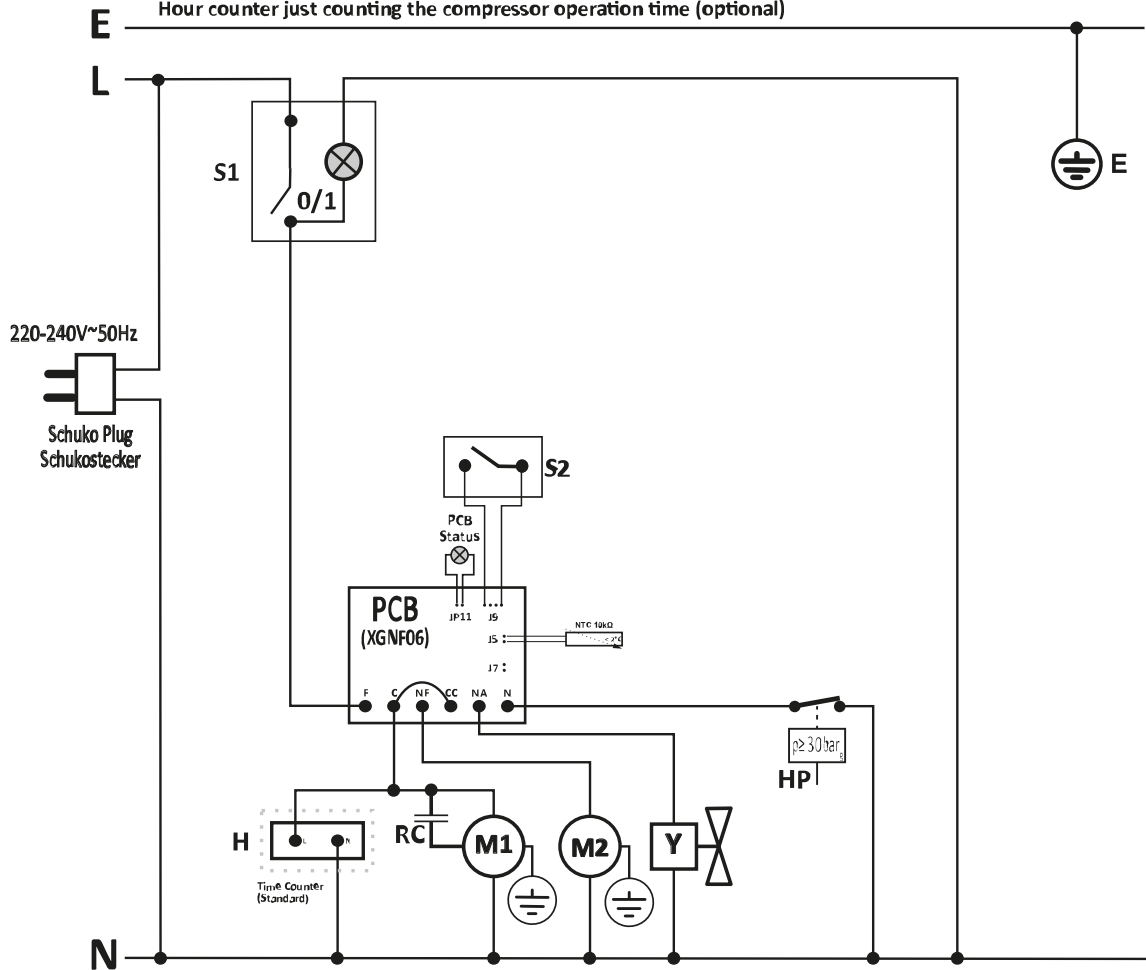 Hour counter just counting the compressor operation time (optional)
E
L
S1
0/1
E
220-240V~50Hz
Schuko Plug
Schukostecker
S2
PCB
Status
PCB
(XGNF06)
JP11
J9
NTC 10kΩ
J5
J7
F C NF CC NA N
p≥30bar
HP
H
L N
RC
M1
M2
Y
Time Counter
(Standard)
N